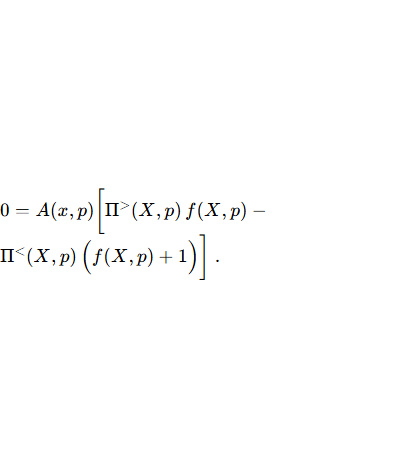 0 = A(x, p)[Π^>(X, p) f(X, p) −
Π^<(X, p) (f(X, p) + 1)] .